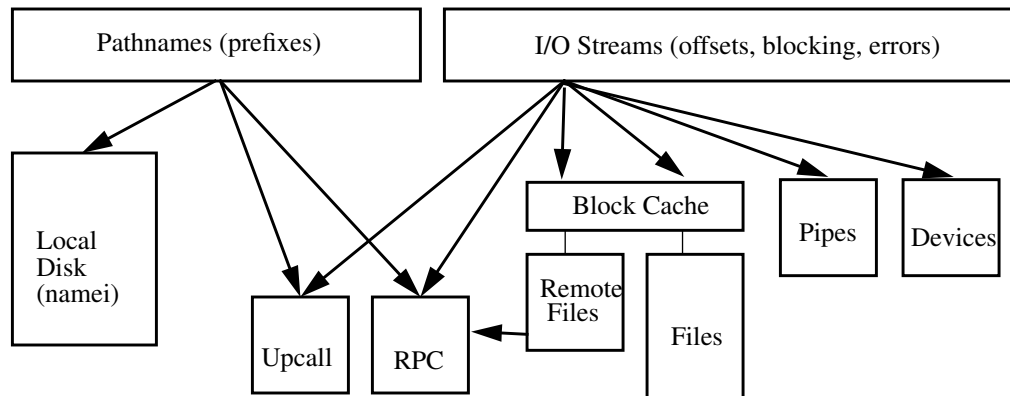 Pathnames (prefixes)
I/O Streams (offsets, blocking, errors)
Block Cache
Pipes
Devices
Local
Disk
(namei)
Remote
Files
Files
Upcall
RPC